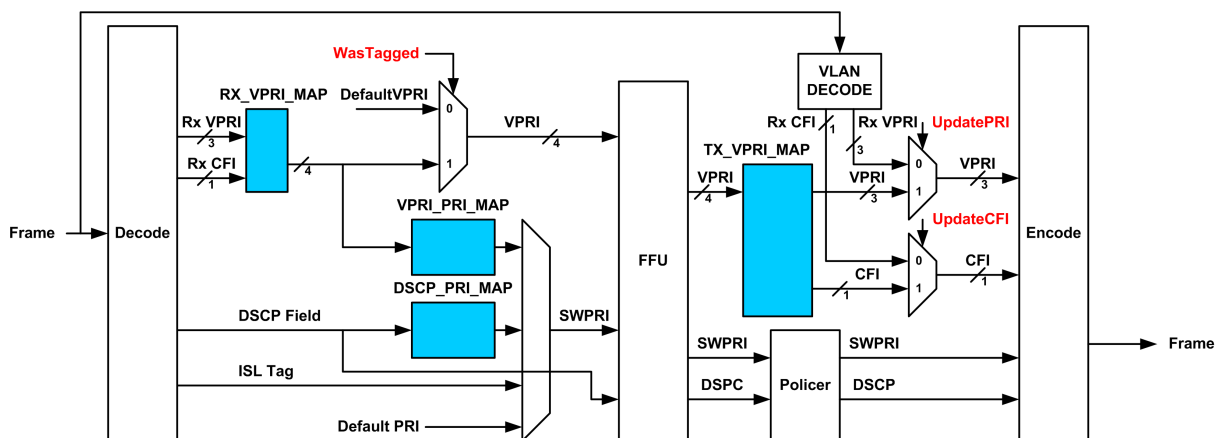 WasTagged
VLAN
DECODE
RX_VPRI_MAP
DefaultVPRI
0
Rx VPRI
3
VPRI
4
Rx CFI
1
Rx VPRI
3
UpdatePRI
TX_VPRI_MAP
0
VPRI
3
Rx CFI
1
4
1
VPRI
4
VPRI
3
1
VPRI_PRI_MAP
UpdateCFI
Frame
Decode
FFU
Encode
0
CFI
1
CFI
1
1
DSCP_PRI_MAP
DSCP Field
SWPRI
SWPRI
SWPRI
Frame
ISL Tag
DSPC
Policer
DSCP
Default PRI